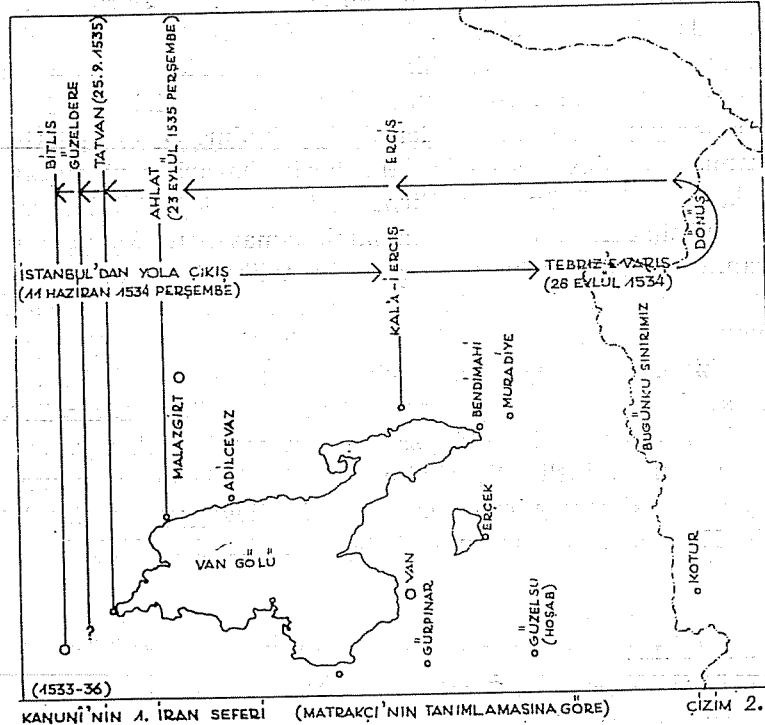 BİTLİS
GÜZELDERE
TATVAN (25.9.1535)
AHLAT
(23 EYLÜL 1535 PERŞEMBE)
ERCİŞ
DÖNÜŞ
İSTANBUL'DAN YOLA ÇIKIŞ
(11 HAZİRAN 1534 PERŞEMBE)
TEBRİZ'E VARIŞ
(28 EYLÜL 1534)
KAL'A-İ ERCİŞ
BENDİMAHİ
MURADİYE
BUGÜNKÜ SINIRIMIZ
MALAZGİRT
ADİLCEVAZ
ERÇEK
VAN GÖLÜ
VAN
GÜRPINAR
GÜZELSU
(HOŞAB)
KOTUR
?
(1533-36)
KANUNÎ'NİN 1. İRAN SEFERİ (MATRAKÇI'NIN TANIMLAMASINA GÖRE) ÇİZİM 2.